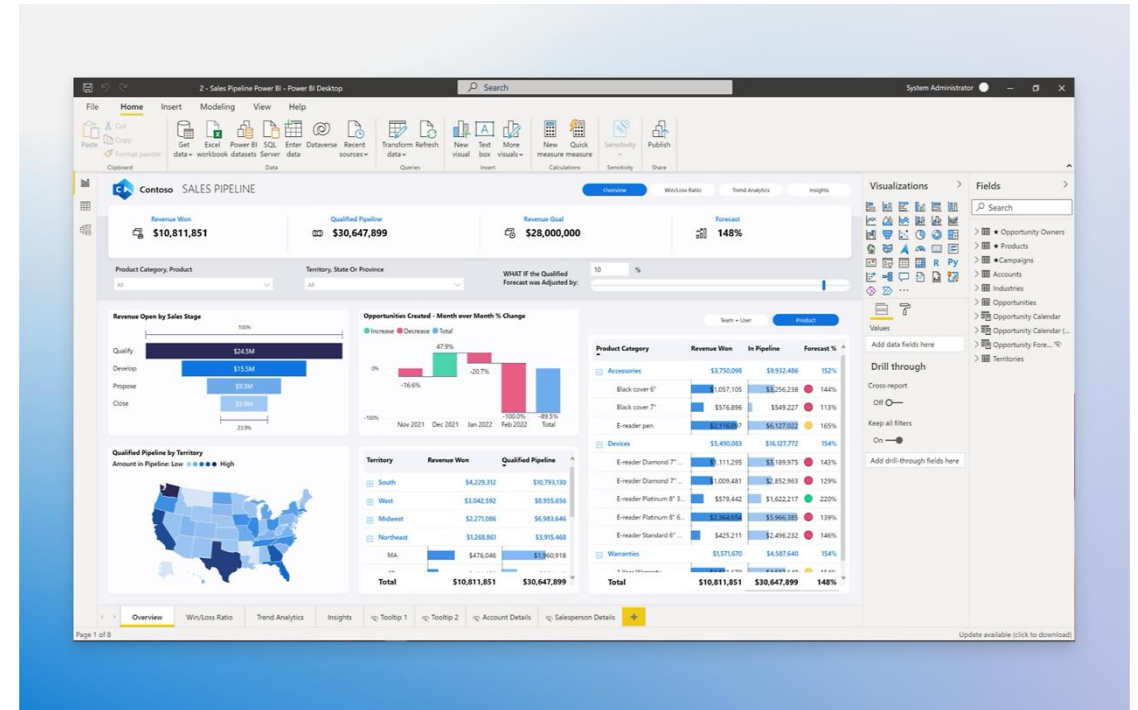 2 - Sales Pipeline Power BI - Power BI Desktop
Search
System Administrator
File Home Insert Modeling View Help
Paste
Cut
Copy
Format painter
Get data
Excel workbook
Power BI datasets
SQL Server
Enter data
Dataverse
Recent sources
Transform data
Refresh
New visual
Text box
More visuals
New measure
Quick measure
Sensitivity
Publish
Clipboard Data Queries Insert Calculations Sensitivity Share
Contoso SALES PIPELINE
Overview Win/Loss Ratio Trend Analytics Insights
Revenue Won
$10,811,851
Qualified Pipeline
$30,647,899
Revenue Goal
$28,000,000
Forecast
148%
Product Category, Product
All
Territory, State Or Province
All
WHAT IF the Qualified
Forecast was Adjusted by:
10 %
Revenue Open by Sales Stage
100%
Qualify $24.5M
Develop $15.5M
Propose
Close
23.9%
Opportunities Created - Month over Month % Change
Increase Decrease Total
47.9%
0%
-16.6%
-20.7%
-100%
-100.0%
-89.5%
Nov 2021 Dec 2021 Jan 2022 Feb 2022 Total
Team + User Product
Product Category Revenue Won In Pipeline Forecast %
Accessories $3,750,098 $9,932,486 152%
Black cover 6" $1,057,105 $3,256,238 144%
Black cover 7" $576,896 $549,227 113%
E-reader pen $2,116,097 $6,127,022 165%
Devices $5,490,083 $16,127,772 154%
E-reader Diamond 7" ... $1,111,295 $3,189,975 143%
E-reader Diamond 7" ... $1,009,481 $2,852,963 129%
E-reader Platinum 8" 3... $579,442 $1,622,217 220%
E-reader Platinum 8" 6... $2,364,654 $5,966,385 139%
E-reader Standard 6" ... $425,211 $2,496,232 148%
Warranties $1,571,670 $4,587,640 154%
Total $10,811,851 $30,647,899 148%
Qualified Pipeline by Territory
Amount in Pipeline: Low High
Territory Revenue Won Qualified Pipeline
South $4,229,312 $10,793,130
West $3,042,592 $8,955,656
Midwest $2,271,086 $6,983,646
Northeast $1,268,861 $3,915,468
MA $476,046 $1,960,918
Total $10,811,851 $30,647,899
Visualizations
R Py
Values
Add data fields here
Drill through
Cross-report
Off
Keep all filters
On
Add drill-through fields here
Fields
Search
Opportunity Owners
Products
Campaigns
Accounts
Industries
Opportunities
Opportunity Calendar
Opportunity Calendar (...
Opportunity Fore...
Territories
Overview Win/Loss Ratio Trend Analytics Insights Tooltip 1 Tooltip 2 Account Details Salesperson Details
Page 1 of 8
Update available (click to download)